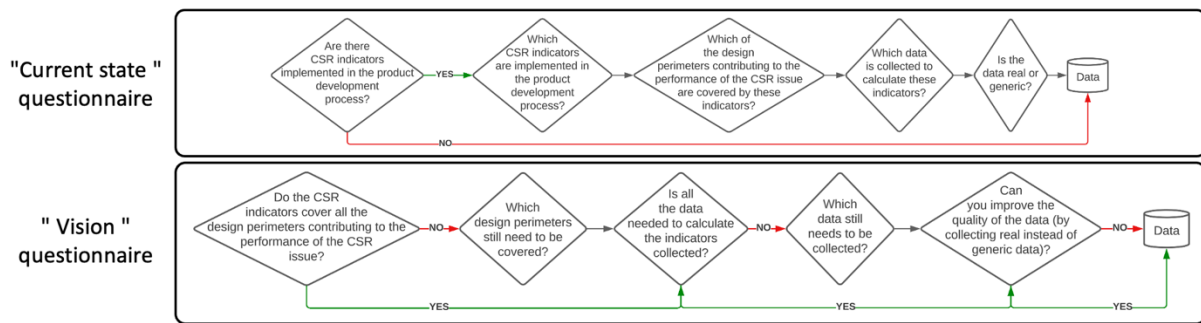 "Current state "
questionnaire
Are there
CSR indicators
implemented in the product
development
process?
YES
Which
CSR indicators
are implemented in
the product
development
process?
Which of
the design
perimeters contributing to the
performance of the CSR issue
are covered by these
indicators?
Which data
is collected to
calculate these
indicators?
Is the
data real or
generic?
Data
NO
" Vision "
questionnaire
Do the CSR
indicators cover all the
design perimeters contributing to the
performance of the CSR
issue?
NO
Which
design perimeters
still need to be
covered?
Is all
the data
needed to calculate
the indicators
collected?
NO
Which
data still
needs to be
collected?
Can
you improve the
quality of the data (by
collecting real instead of
generic data)?
NO
Data
YES
YES
YES